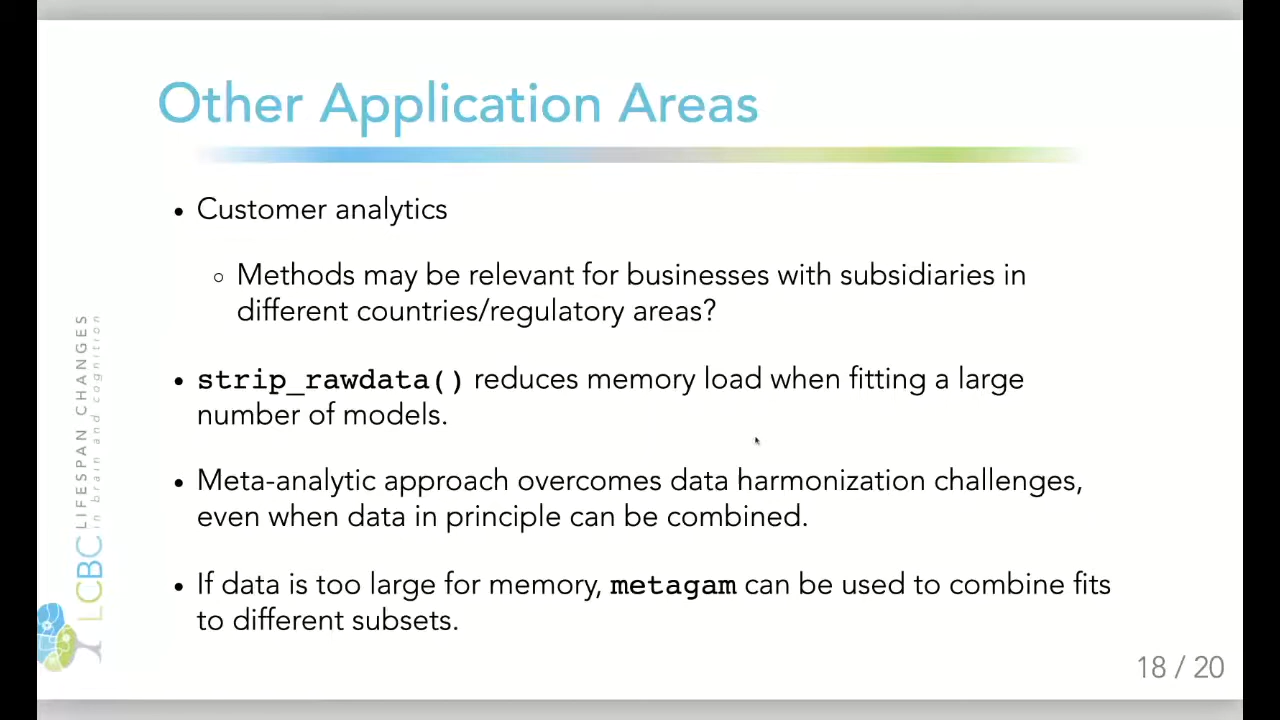 Other Application Areas
• Customer analytics
○ Methods may be relevant for businesses with subsidiaries in
different countries/regulatory areas?
• strip_rawdata() reduces memory load when fitting a large
number of models.
• Meta-analytic approach overcomes data harmonization challenges,
even when data in principle can be combined.
• If data is too large for memory, metagam can be used to combine fits
to different subsets.
LCBC LIFESPAN CHANGES
in brain and cognition
18 / 20